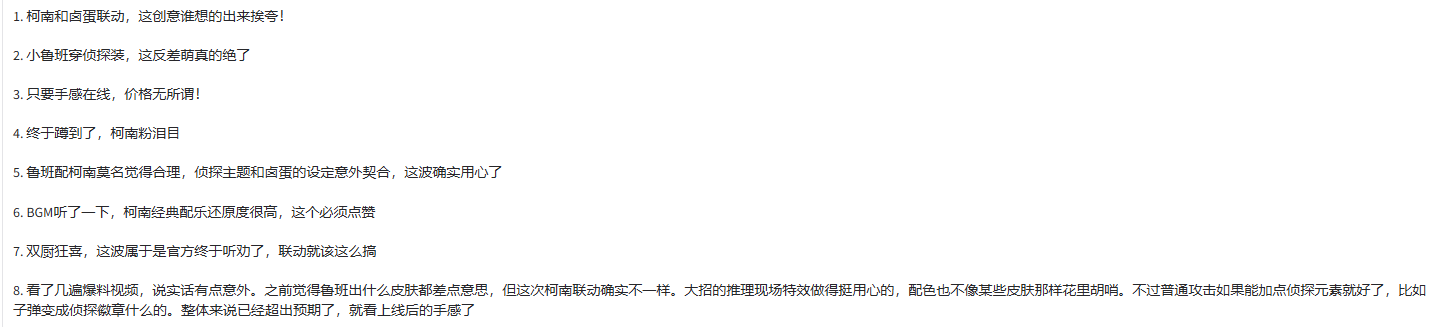 1. 柯南和卤蛋联动，这创意谁想的出来挨夸！
2. 小鲁班穿侦探装，这反差萌真的绝了
3. 只要手感在线，价格无所谓！
4. 终于蹲到了，柯南粉泪目
5. 鲁班配柯南莫名觉得合理，侦探主题和卤蛋的设定意外契合，这波确实用心了
6. BGM听了一下，柯南经典配乐还原度很高，这个必须点赞
7. 双厨狂喜，这波属于是官方终于听劝了，联动就该这么搞
8. 看了几遍爆料视频，说实话有点意外。之前觉得鲁班出什么皮肤都差点意思，但这次柯南联动确实不一样。大招的推理现场特效做得挺用心的，配色也不像某些皮肤那样花里胡哨。不过普通攻击如果能加点侦探元素就好了，比如
子弹变成侦探徽章什么的。整体来说已经超出预期了，就看上线后的手感了